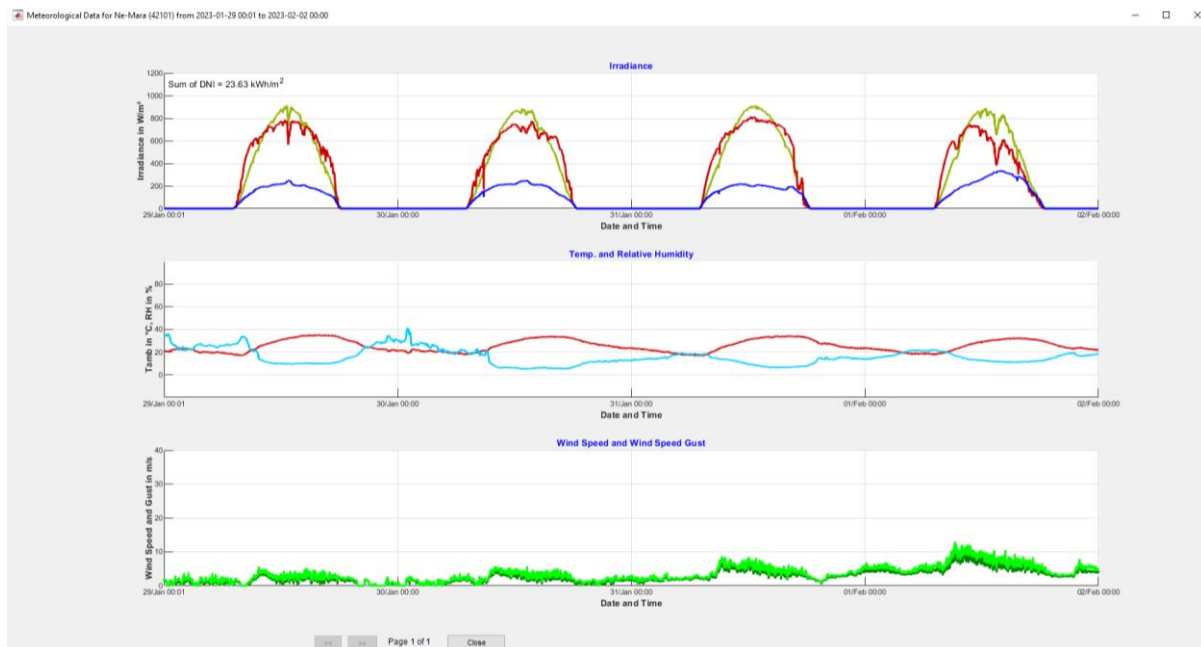 Meteorological Data for Ne-Mara (42101) from 2023-01-29 00:01 to 2023-02-02 00:00
Irradiance
Sum of DNI = 23.63 kWh/m²
Irradiance in W/m²
1200
1000
800
600
400
200
0
29/Jan 00:01 30/Jan 00:00 31/Jan 00:00 01/Feb 00:00 02/Feb 00:00
Date and Time
Temp. and Relative Humidity
Tamb in °C, RH in %
80
60
40
20
0
29/Jan 00:01 30/Jan 00:00 31/Jan 00:00 01/Feb 00:00 02/Feb 00:00
Date and Time
Wind Speed and Wind Speed Gust
Wind Speed and Gust in m/s
40
30
20
10
0
29/Jan 00:01 30/Jan 00:00 31/Jan 00:00 01/Feb 00:00 02/Feb 00:00
Date and Time
<< >> Page 1 of 1 Close